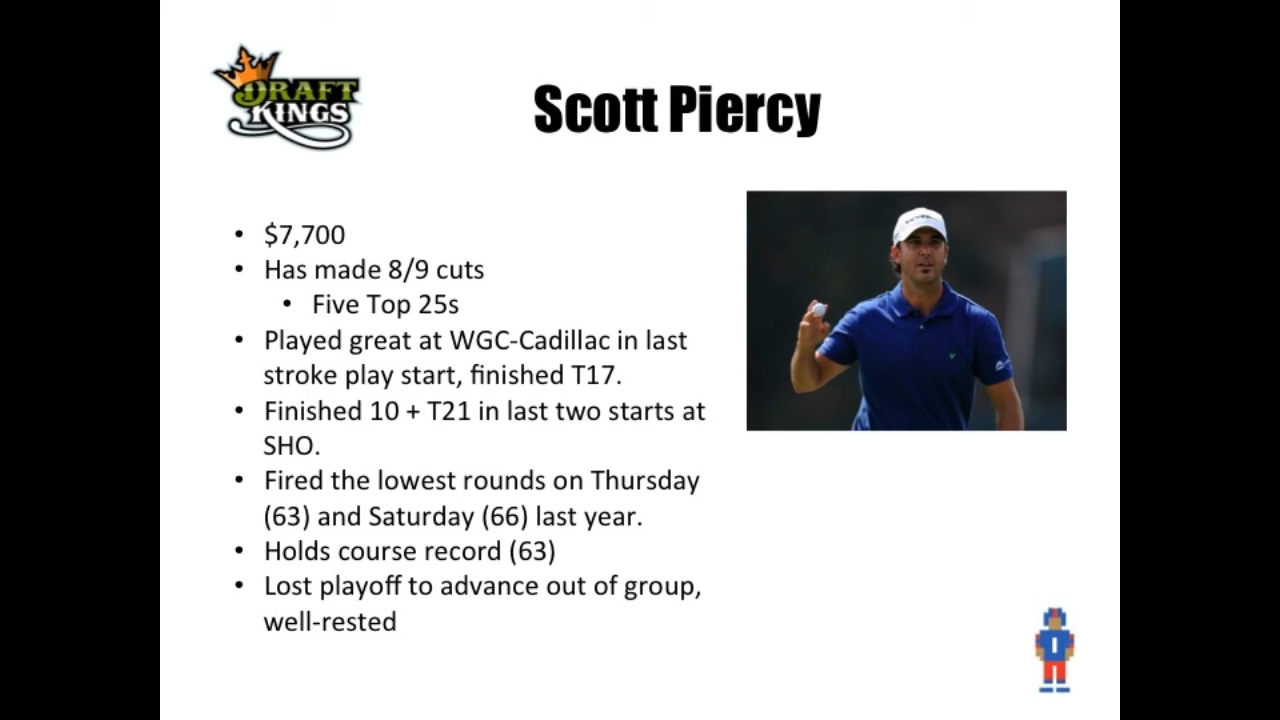 DRAFT
KINGS
Scott Piercy
• $7,700
• Has made 8/9 cuts
• Five Top 25s
• Played great at WGC-Cadillac in last
stroke play start, finished T17.
• Finished 10 + T21 in last two starts at
SHO.
• Fired the lowest rounds on Thursday
(63) and Saturday (66) last year.
• Holds course record (63)
• Lost playoff to advance out of group,
well-rested
1